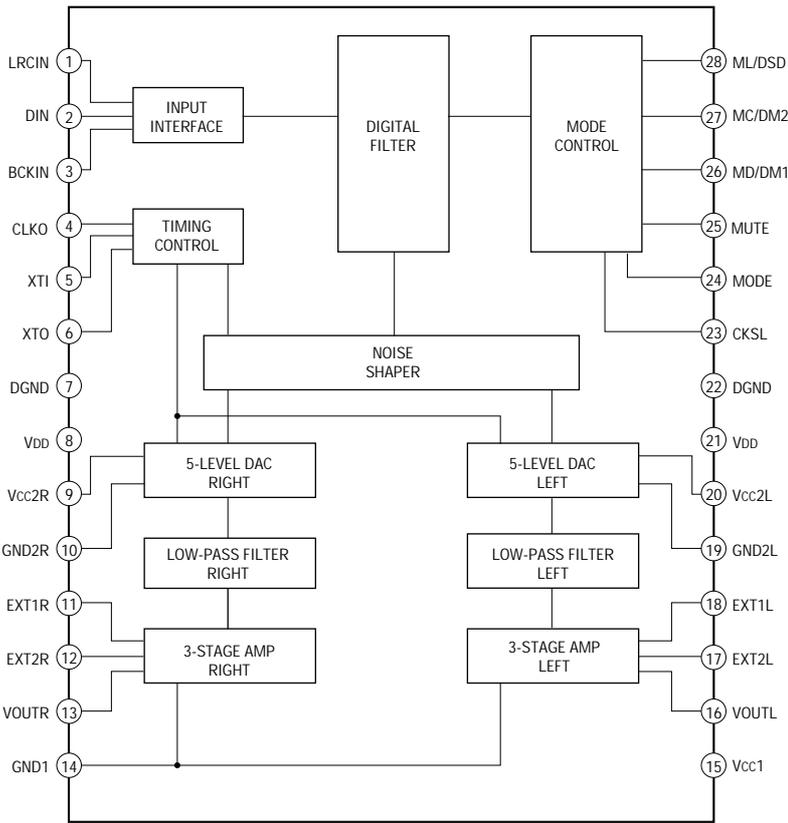 LRCIN 1
DIN 2
BCKIN 3
CLKO 4
XTI 5
XTO 6
DGND 7
VDD 8
VCC2R 9
GND2R 10
EXT1R 11
EXT2R 12
VOUTR 13
GND1 14
INPUT
INTERFACE
TIMING
CONTROL
DIGITAL
FILTER
MODE
CONTROL
NOISE
SHAPER
5-LEVEL DAC
RIGHT
5-LEVEL DAC
LEFT
LOW-PASS FILTER
RIGHT
LOW-PASS FILTER
LEFT
3-STAGE AMP
RIGHT
3-STAGE AMP
LEFT
28 ML/DSD
27 MC/DM2
26 MD/DM1
25 MUTE
24 MODE
23 CKSL
22 DGND
21 VDD
20 VCC2L
19 GND2L
18 EXT1L
17 EXT2L
16 VOUTL
15 VCC1